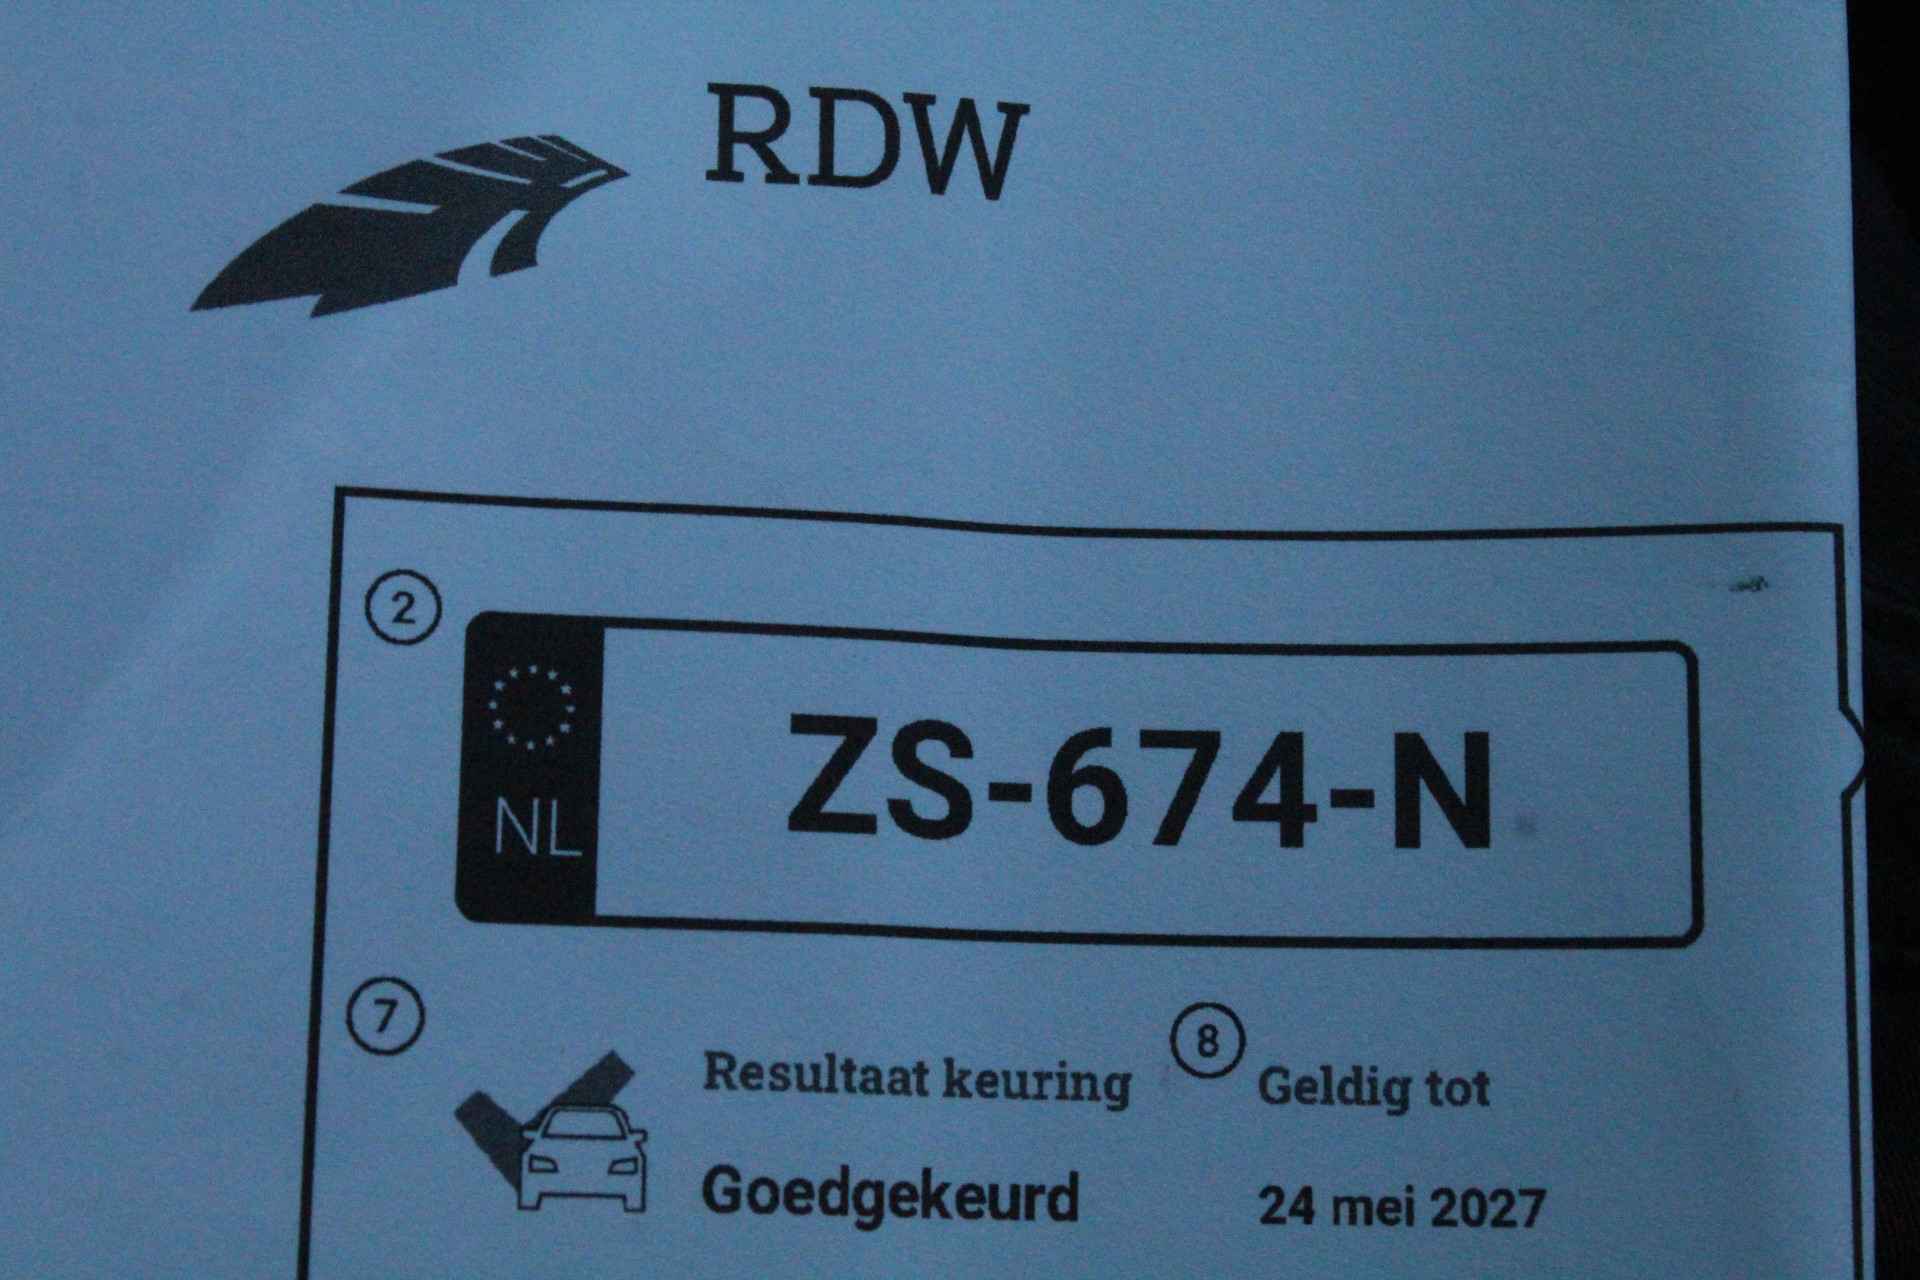 RDW
2
NL
ZS-674-N
7
Resultaat keuring
8
Geldig tot
Goedgekeurd
24 mei 2027